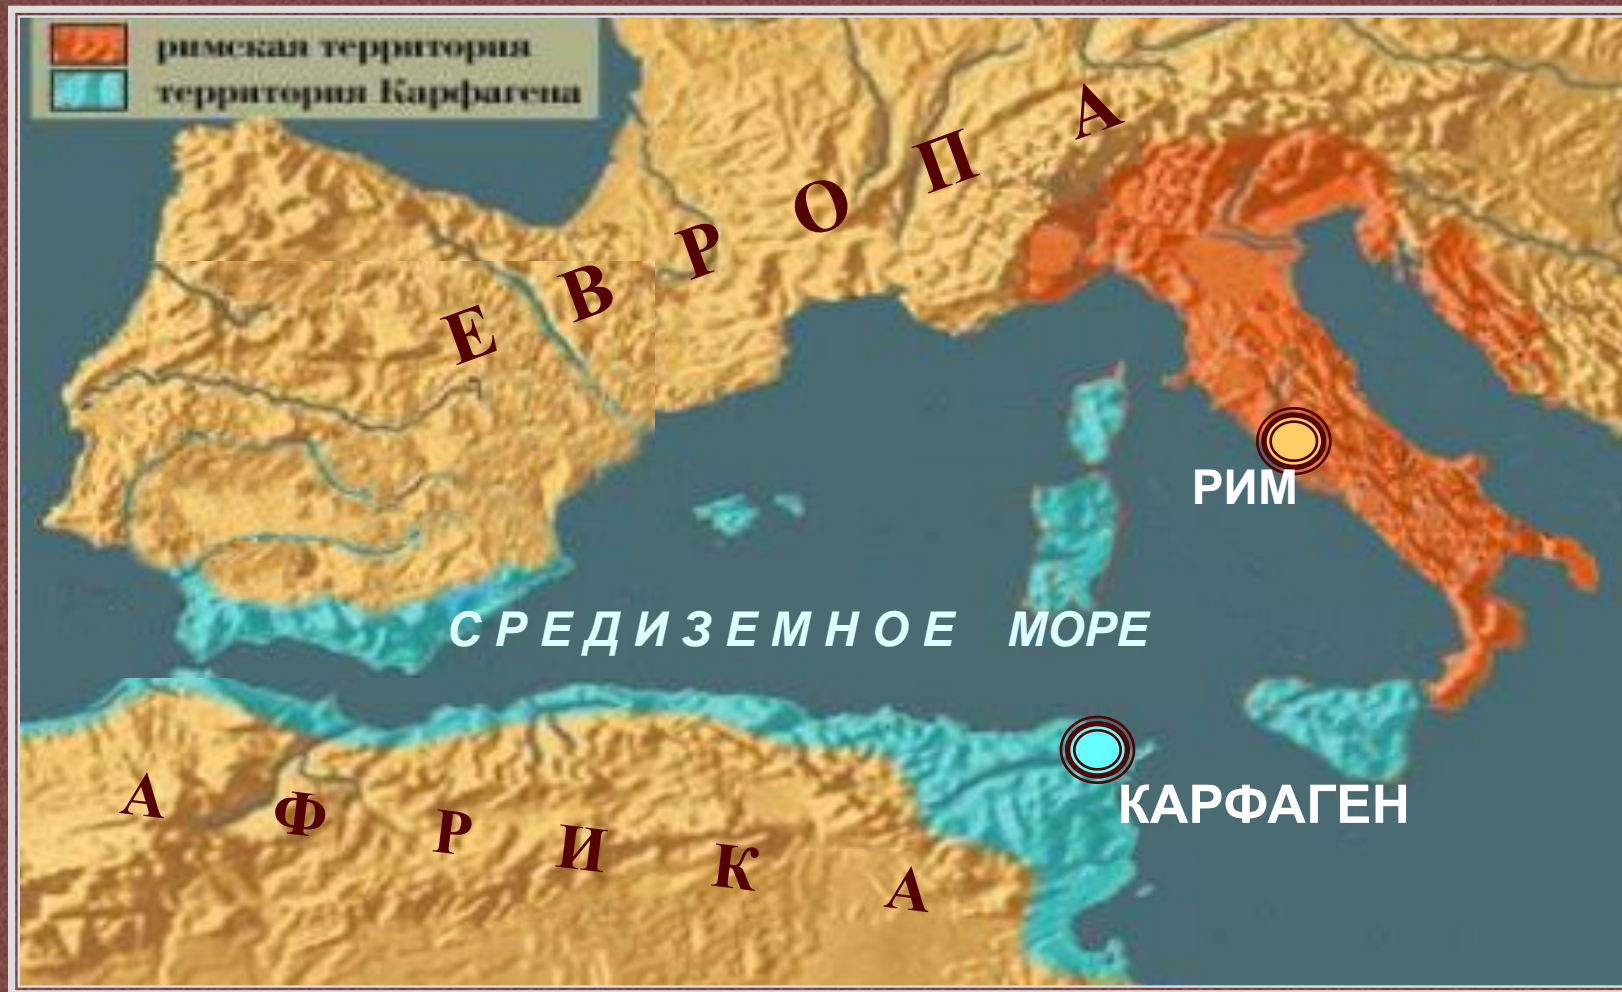 римская территория
территория Карфагена
ЕВРОПА
РИМ
СРЕДИЗЕМНОЕ МОРЕ
КАРФАГЕН
АФРИКА